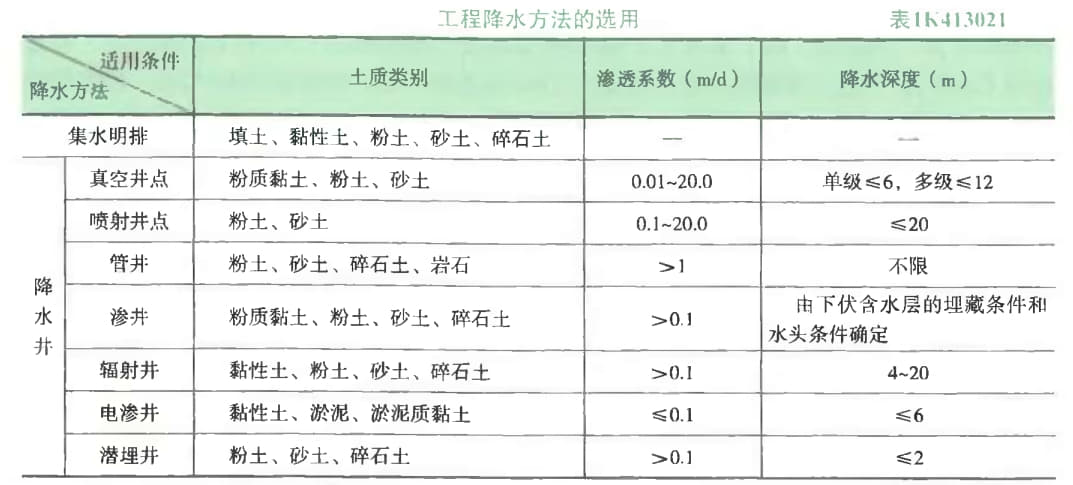 工程降水方法的选用 表1K413021
适用条件
降水方法 土质类别 渗透系数（m/d） 降水深度（m）
集水明排 填土、黏性土、粉土、砂土、碎石土 — —
降水井
真空井点 粉质黏土、粉土、砂土 0.01~20.0 单级≤6，多级≤12
喷射井点 粉土、砂土 0.1~20.0 ≤20
管井 粉土、砂土、碎石土、岩石 >1 不限
渗井 粉质黏土、粉土、砂土、碎石土 >0.1 由下伏含水层的埋藏条件和
水头条件确定
辐射井 黏性土、粉土、砂土、碎石土 >0.1 4~20
电渗井 黏性土、淤泥、淤泥质黏土 ≤0.1 ≤6
潜埋井 粉土、砂土、碎石土 >0.1 ≤2